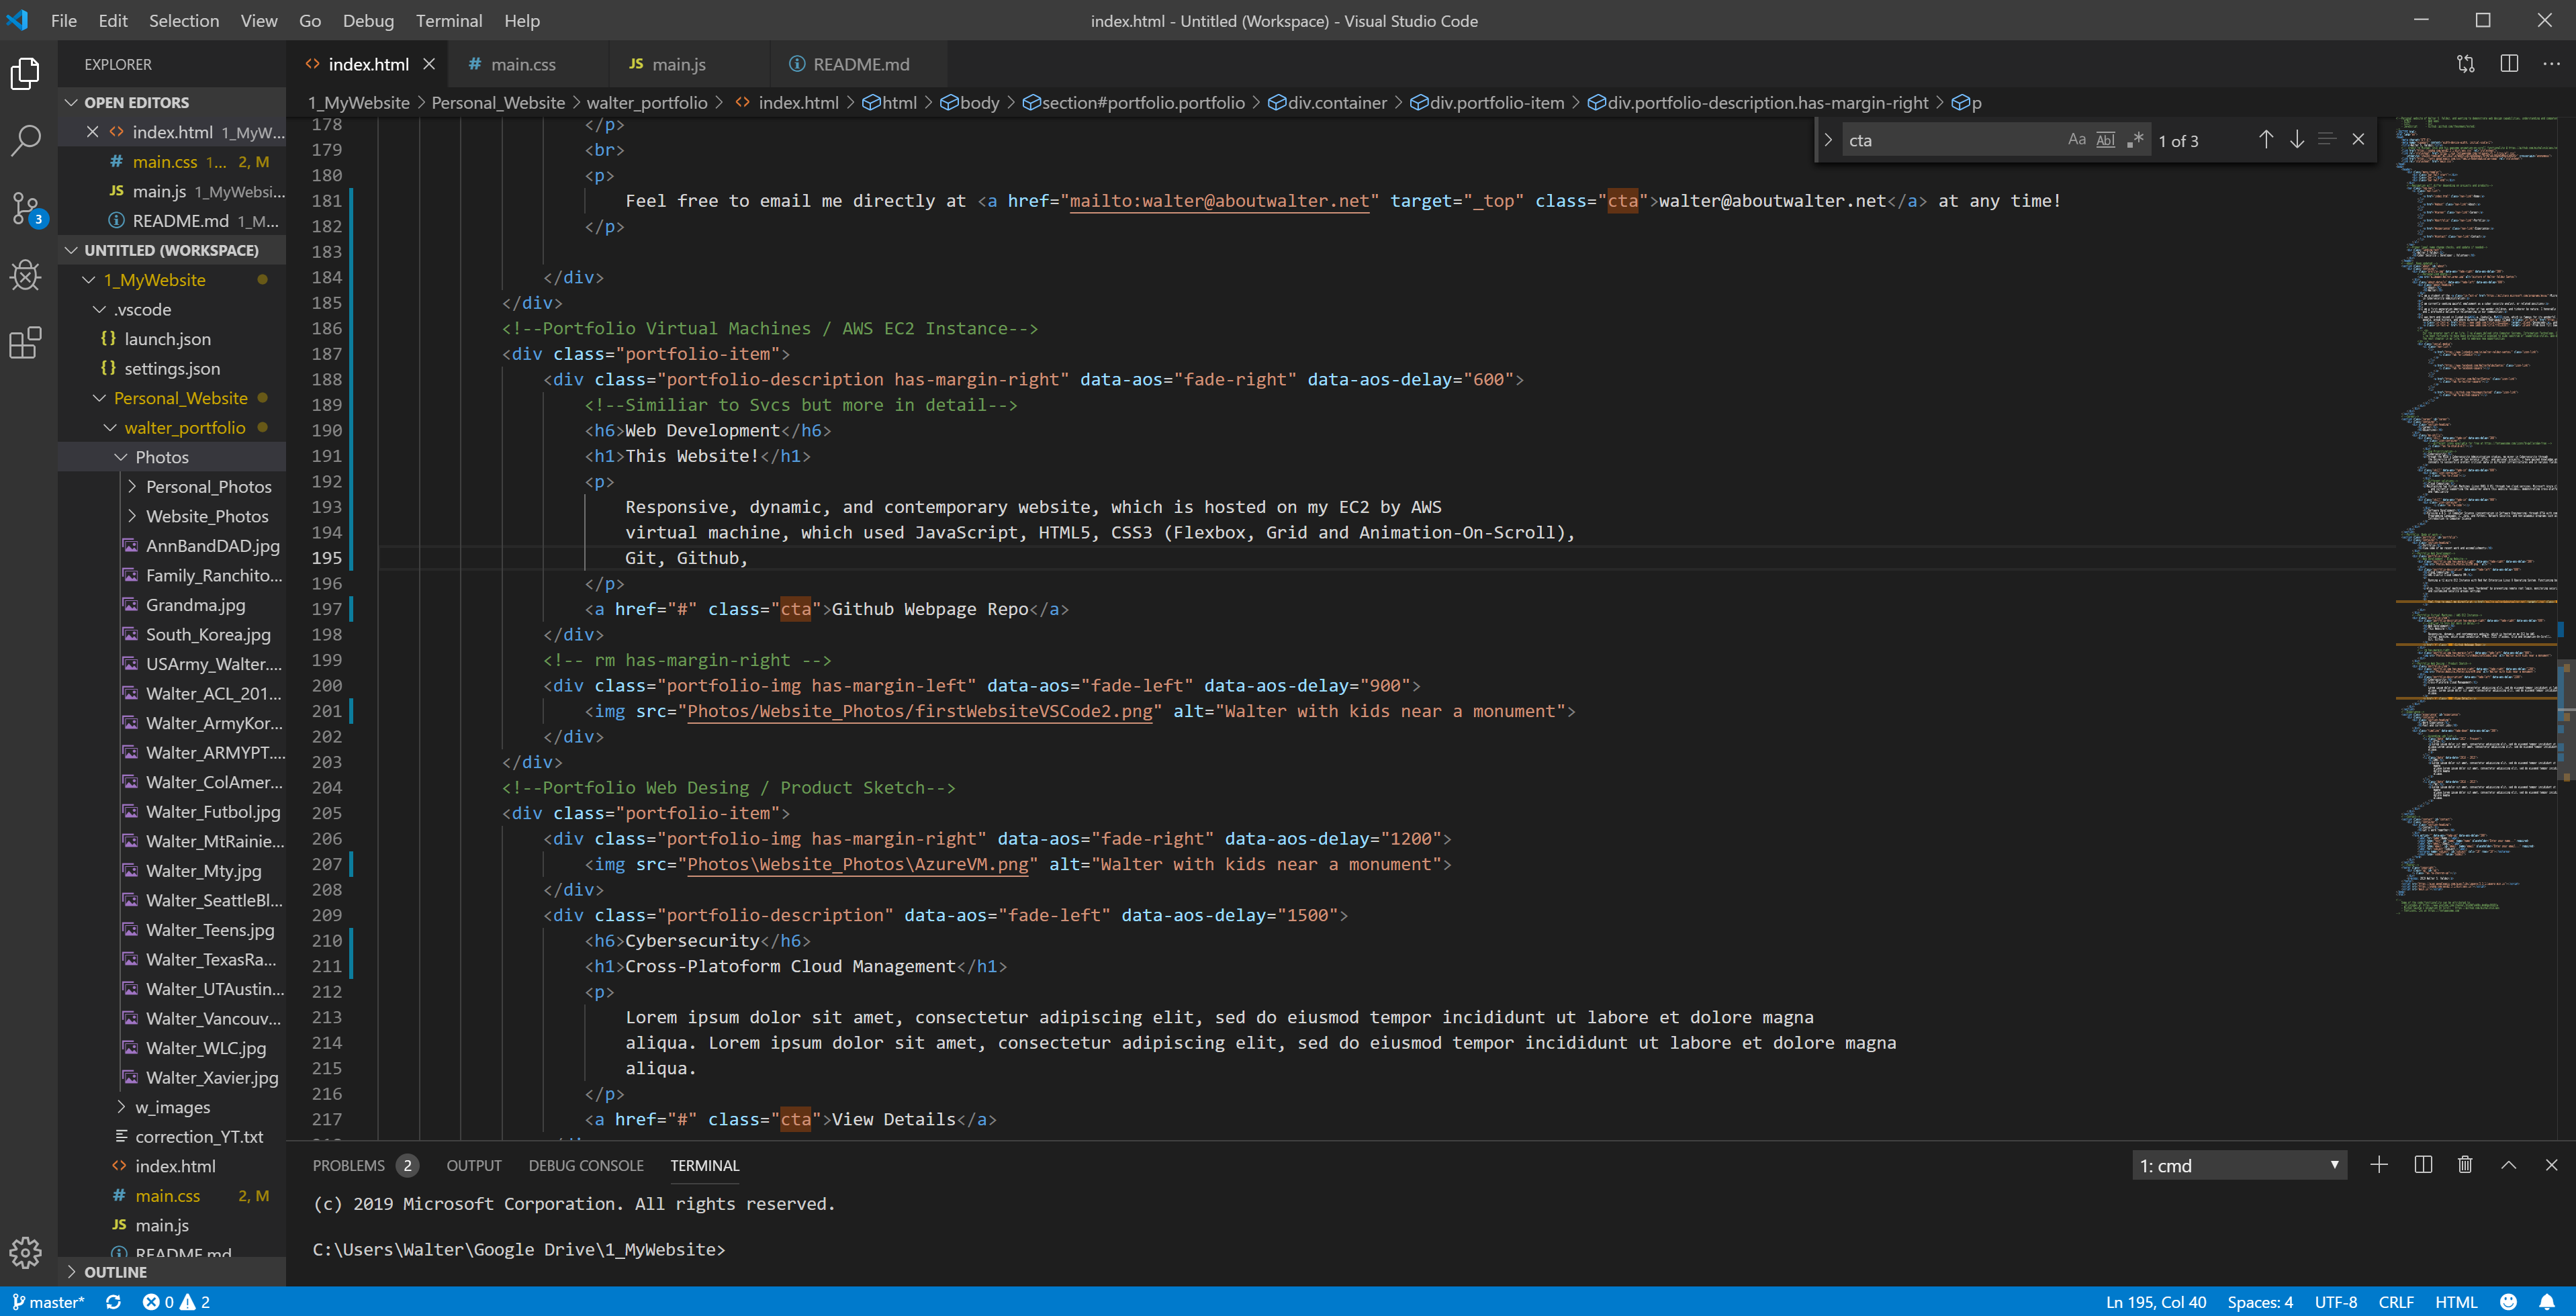 File Edit Selection View Go Debug Terminal Help
index.html - Untitled (Workspace) - Visual Studio Code
EXPLORER
index.html
# main.css
JS main.js
README.md
OPEN EDITORS
index.html 1_MyW...
# main.css 1... 2, M
JS main.js 1_MyWebsi...
README.md 1_M...
3
UNTITLED (WORKSPACE)
1_MyWebsite
.vscode
{} launch.json
{} settings.json
Personal_Website
walter_portfolio
Photos
Personal_Photos
Website_Photos
AnnBandDAD.jpg
Family_Ranchito...
Grandma.jpg
South_Korea.jpg
USArmy_Walter....
Walter_ACL_201...
Walter_ArmyKor...
Walter_ARMYPT....
Walter_ColAmer...
Walter_Futbol.jpg
Walter_MtRainie...
Walter_Mty.jpg
Walter_SeattleBl...
Walter_Teens.jpg
Walter_TexasRa...
Walter_UTAustin...
Walter_Vancouv...
Walter_WLC.jpg
Walter_Xavier.jpg
w_images
correction_YT.txt
index.html
# main.css 2, M
JS main.js
README.md
OUTLINE
1_MyWebsite > Personal_Website > walter_portfolio > index.html > html > body > section#portfolio.portfolio > div.container > div.portfolio-item > div.portfolio-description.has-margin-right > p
cta Aa Abl .* 1 of 3
178 </p>
179 <br>
180 <p>
181 Feel free to email me directly at <a href="mailto:walter@aboutwalter.net" target="_top" class="cta">walter@aboutwalter.net</a> at any time!
182 </p>
183
184 </div>
185 </div>
186 <!--Portfolio Virtual Machines / AWS EC2 Instance-->
187 <div class="portfolio-item">
188 <div class="portfolio-description has-margin-right" data-aos="fade-right" data-aos-delay="600">
189 <!--Similiar to Svcs but more in detail-->
190 <h6>Web Development</h6>
191 <h1>This Website!</h1>
192 <p>
193 Responsive, dynamic, and contemporary website, which is hosted on my EC2 by AWS
194 virtual machine, which used JavaScript, HTML5, CSS3 (Flexbox, Grid and Animation-On-Scroll),
195 Git, Github,
196 </p>
197 <a href="#" class="cta">Github Webpage Repo</a>
198 </div>
199 <!-- rm has-margin-right -->
200 <div class="portfolio-img has-margin-left" data-aos="fade-left" data-aos-delay="900">
201 <img src="Photos/Website_Photos/firstWebsiteVSCode2.png" alt="Walter with kids near a monument">
202 </div>
203 </div>
204 <!--Portfolio Web Desing / Product Sketch-->
205 <div class="portfolio-item">
206 <div class="portfolio-img has-margin-right" data-aos="fade-right" data-aos-delay="1200">
207 <img src="Photos\Website_Photos\AzureVM.png" alt="Walter with kids near a monument">
208 </div>
209 <div class="portfolio-description" data-aos="fade-left" data-aos-delay="1500">
210 <h6>Cybersecurity</h6>
211 <h1>Cross-Platoform Cloud Management</h1>
212 <p>
213 Lorem ipsum dolor sit amet, consectetur adipiscing elit, sed do eiusmod tempor incididunt ut labore et dolore magna
214 aliqua. Lorem ipsum dolor sit amet, consectetur adipiscing elit, sed do eiusmod tempor incididunt ut labore et dolore magna
215 aliqua.
216 </p>
217 <a href="#" class="cta">View Details</a>
PROBLEMS 2 OUTPUT DEBUG CONSOLE TERMINAL
1: cmd
(c) 2019 Microsoft Corporation. All rights reserved.
C:\Users\Walter\Google Drive\1_MyWebsite>
master* 0 2
Ln 195, Col 40 Spaces: 4 UTF-8 CRLF HTML